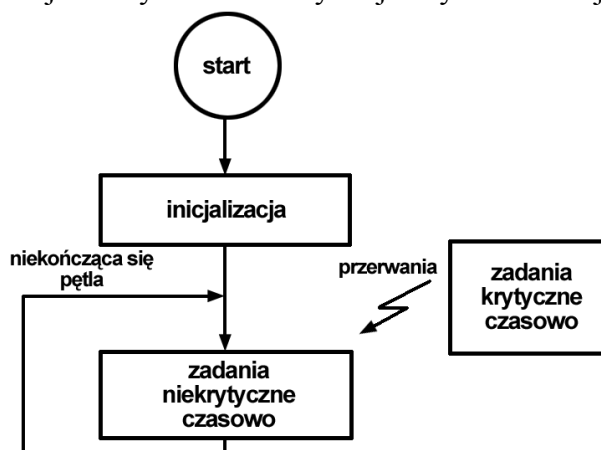 start
inicjalizacja
niekończąca się
pętla
przerwania
zadania
krytyczne
czasowo
zadania
niekrytyczne
czasowo